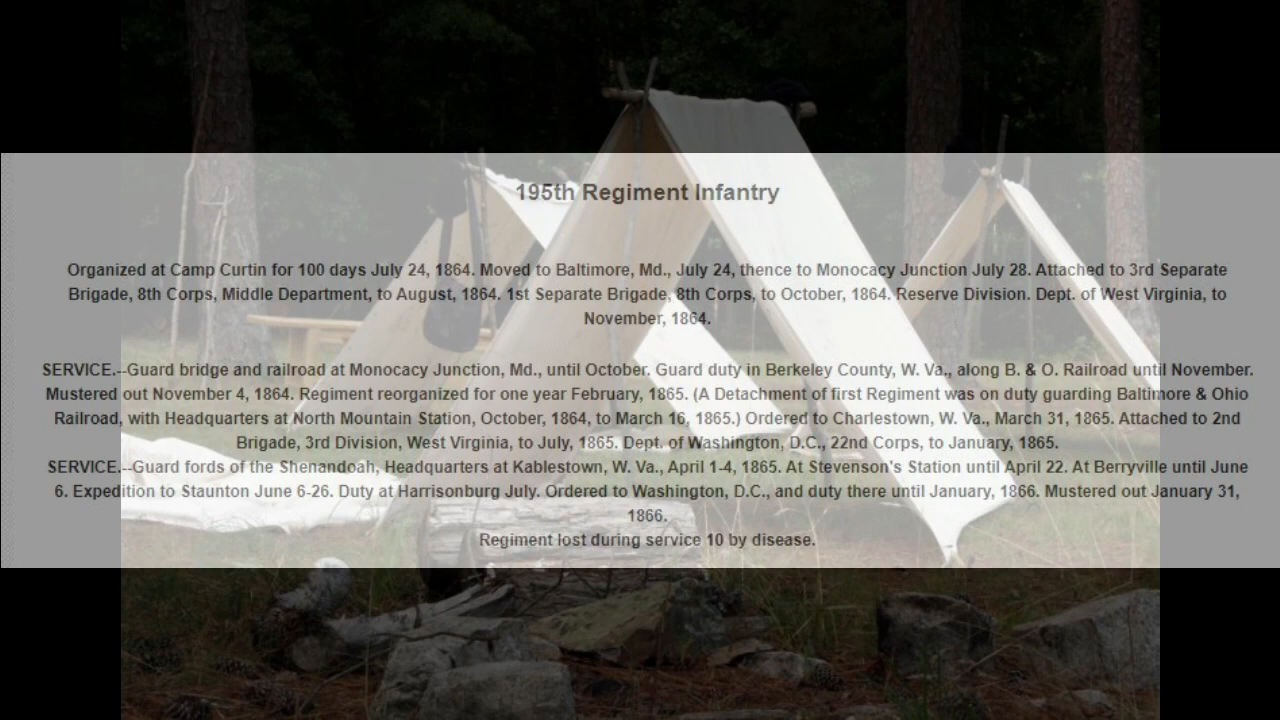 195th Regiment Infantry
Organized at Camp Curtin for 100 days July 24, 1864. Moved to Baltimore, Md., July 24, thence to Monocacy Junction July 28. Attached to 3rd Separate
Brigade, 8th Corps, Middle Department, to August, 1864. 1st Separate Brigade, 8th Corps, to October, 1864. Reserve Division. Dept. of West Virginia, to
November, 1864.
SERVICE.--Guard bridge and railroad at Monocacy Junction, Md., until October. Guard duty in Berkeley County, W. Va., along B. & O. Railroad until November.
Mustered out November 4, 1864. Regiment reorganized for one year February, 1865. (A Detachment of first Regiment was on duty guarding Baltimore & Ohio
Railroad, with Headquarters at North Mountain Station, October, 1864, to March 16, 1865.) Ordered to Charlestown, W. Va., March 31, 1865. Attached to 2nd
Brigade, 3rd Division, West Virginia, to July, 1865. Dept. of Washington, D.C., 22nd Corps, to January, 1865.
SERVICE.--Guard fords of the Shenandoah, Headquarters at Kablestown, W. Va., April 1-4, 1865. At Stevenson's Station until April 22. At Berryville until June
6. Expedition to Staunton June 6-26. Duty at Harrisonburg July. Ordered to Washington, D.C., and duty there until January, 1866. Mustered out January 31,
1866.
Regiment lost during service 10 by disease.